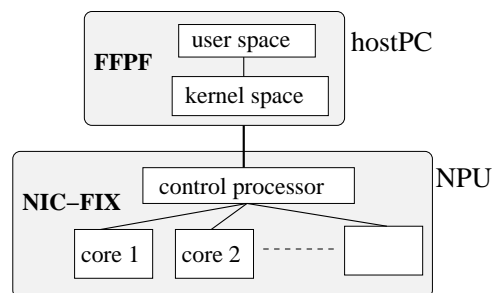 user space
hostPC
FFPF
kernel space
control processor
NPU
NIC–FIX
core 1
core 2